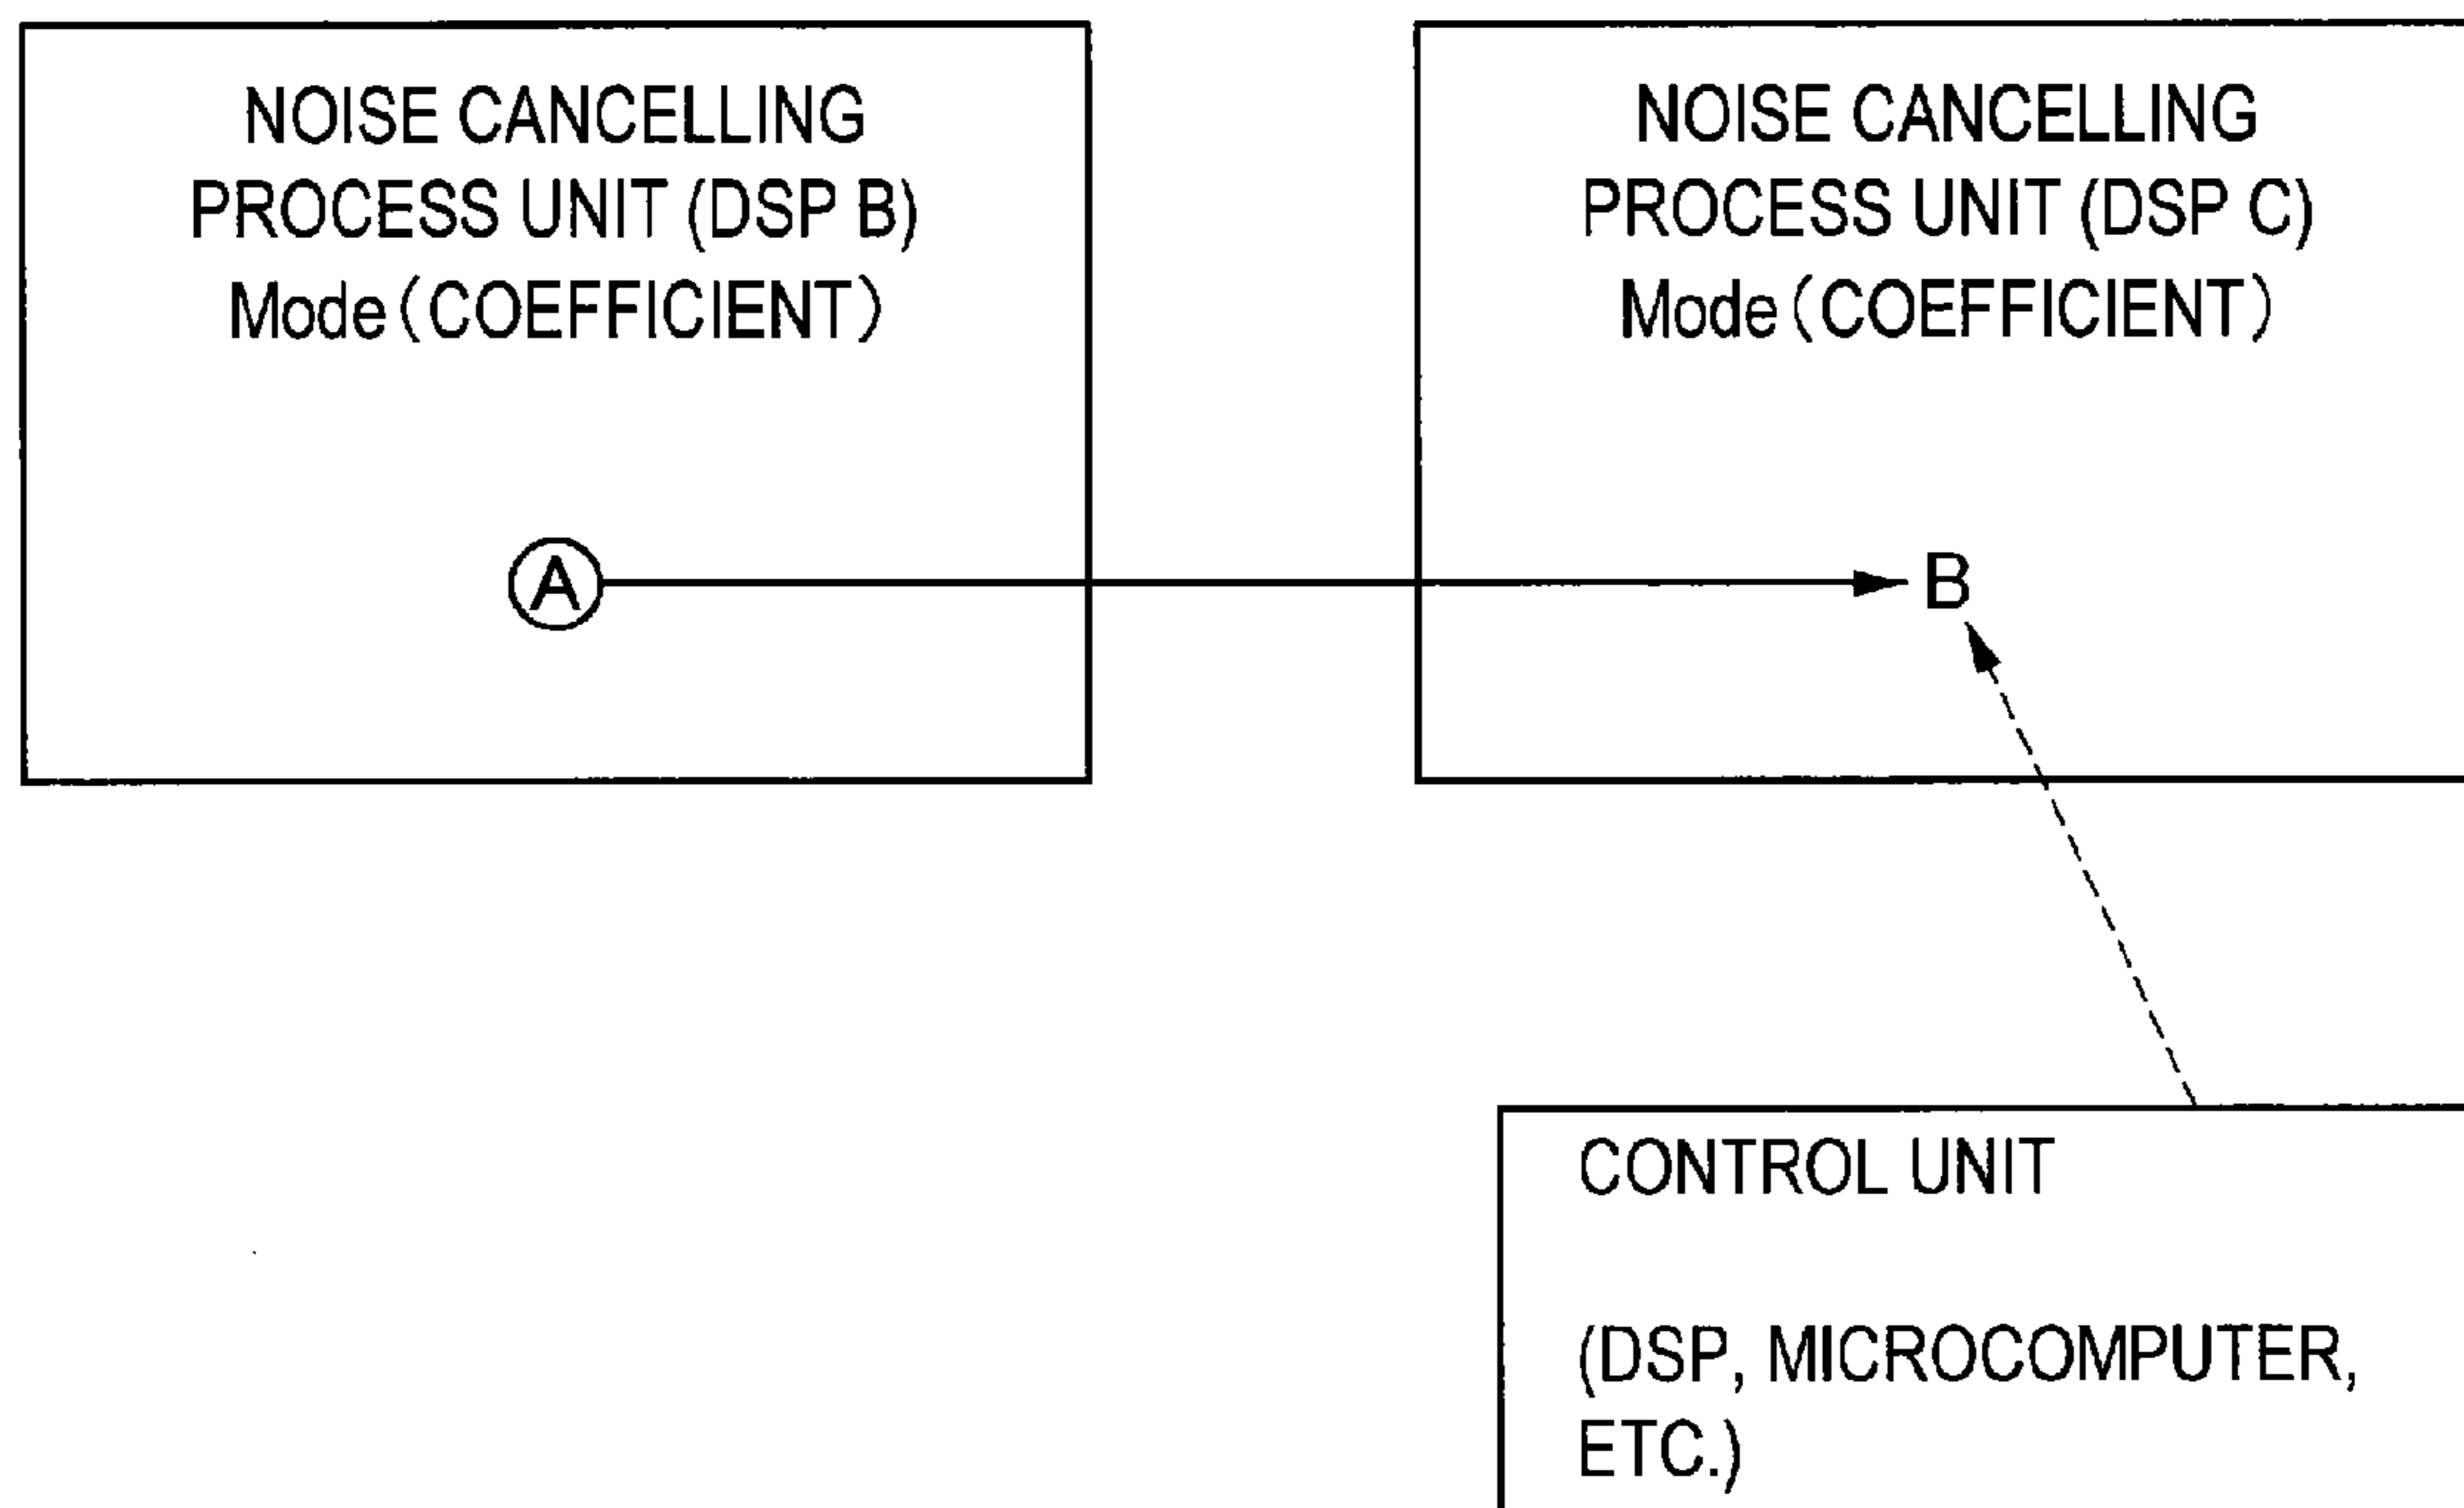 NOISE CANCELLING
PROCESS UNIT (DSP B)
Mode (COEFFICIENT)
A
NOISE CANCELLING
PROCESS UNIT (DSP C)
Mode (COEFFICIENT)
B
CONTROL UNIT
(DSP, MICROCOMPUTER,
ETC.)